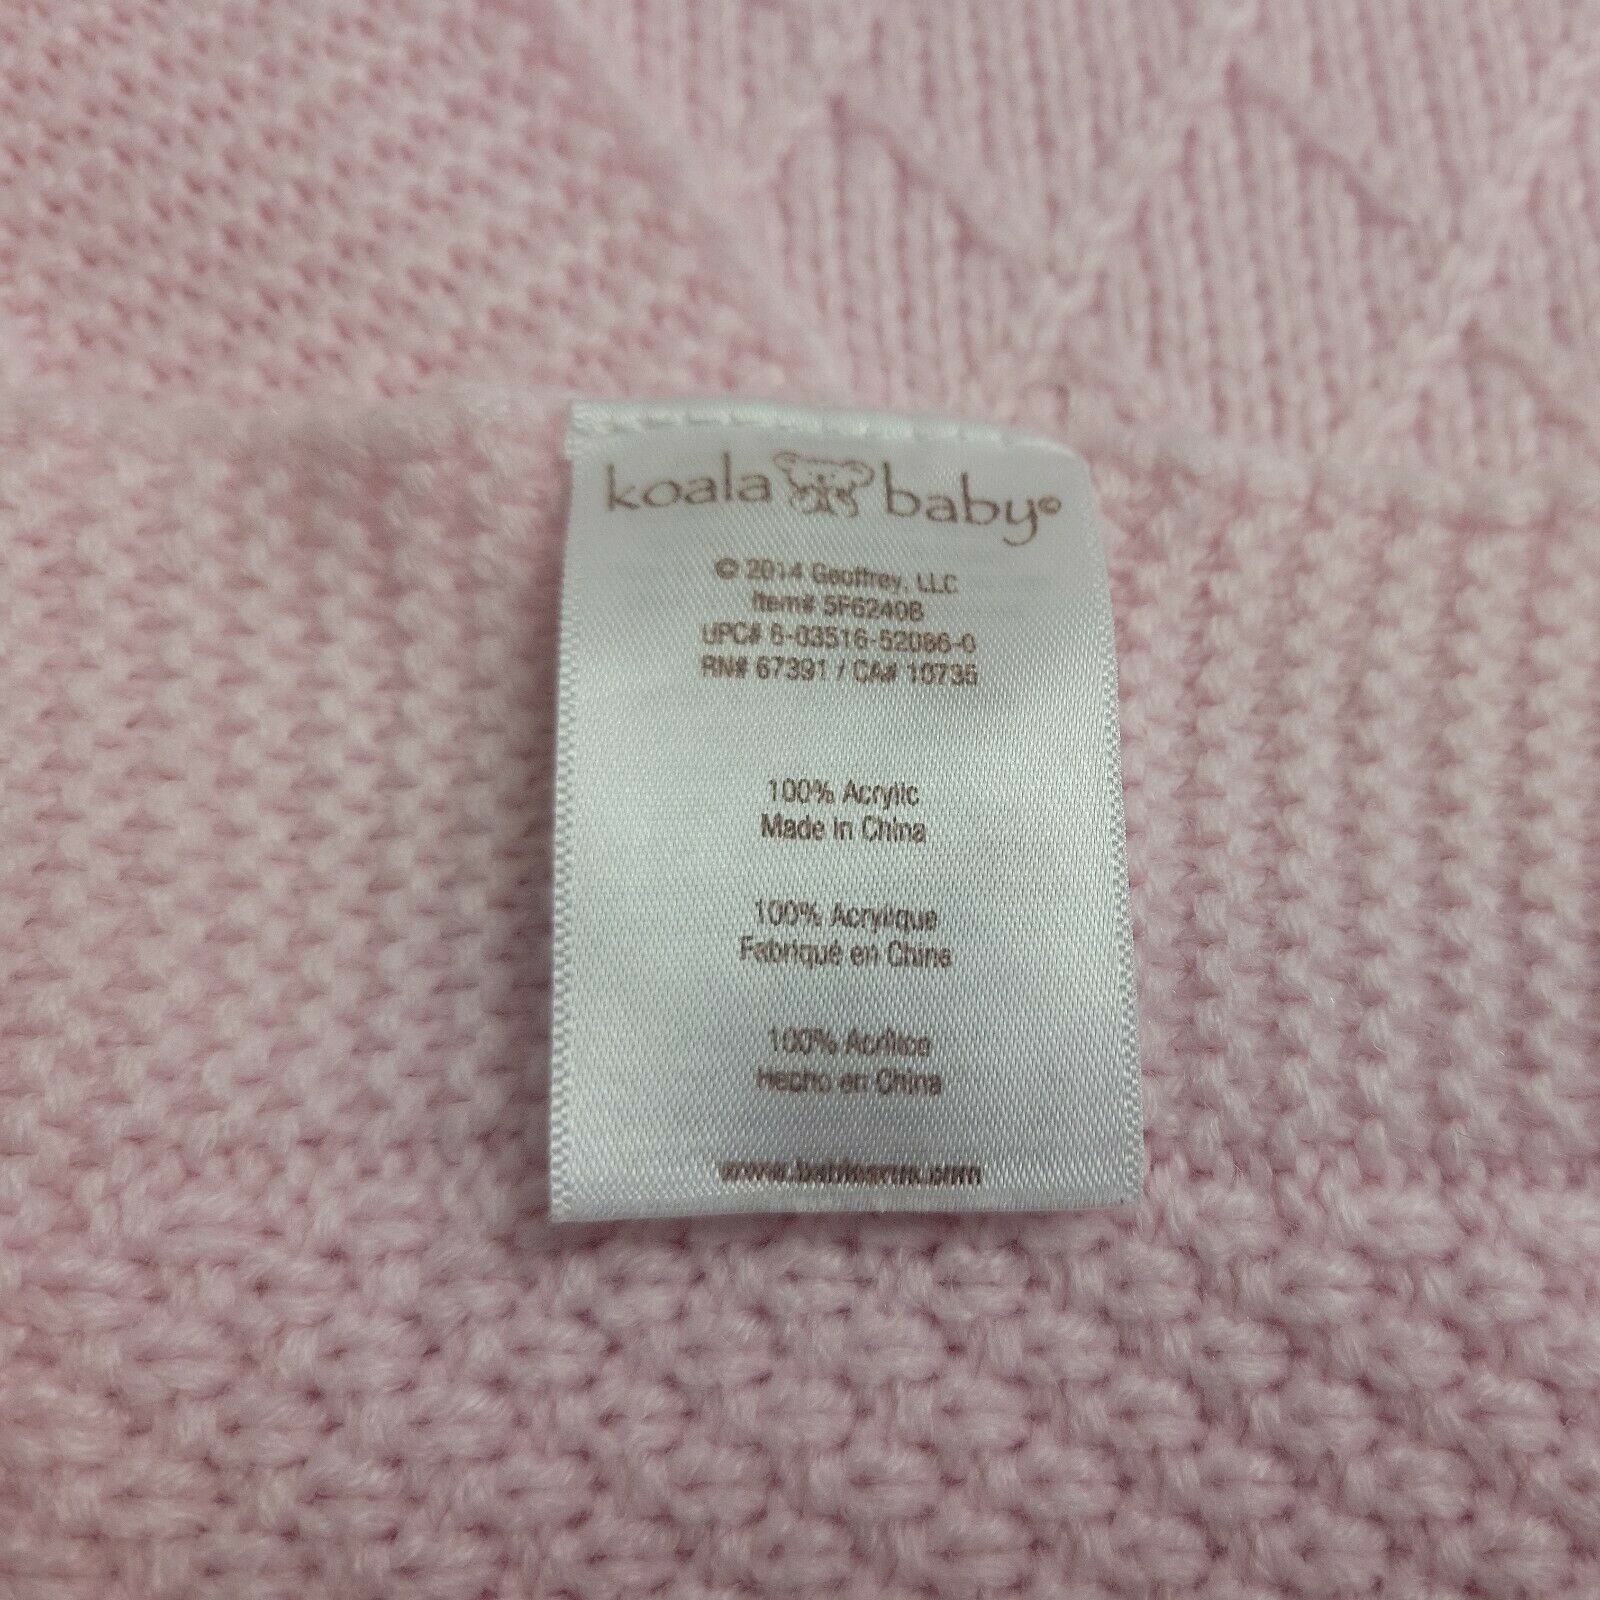 koala baby©
© 2014 Geoffrey, LLC
Item# 5F6240B
UPC# 6-03516-52086-0
RN# 67391 / CA# 10735
100% Acrylic
Made in China
100% Acrylique
Fabriqué en Chine
100% Acrílico
Hecho en China